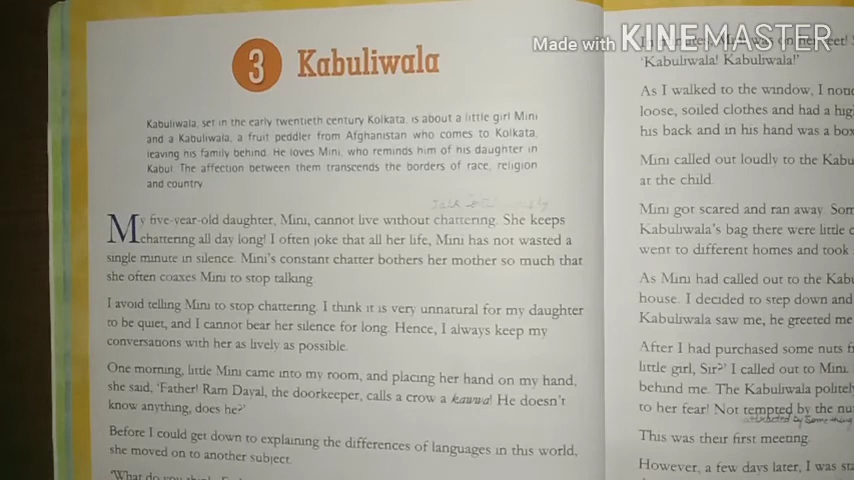 Made with KINEMASTER
3 Kabuliwala
Kabuliwala, set in the early twentieth century Kolkata, is about a little girl Mini
and a Kabuliwala, a fruit peddler from Afghanistan who comes to Kolkata,
leaving his family behind. He loves Mini, who reminds him of his daughter in
Kabul. The affection between them transcends the borders of race, religion
and country.
Talk
My five-year-old daughter, Mini, cannot live without chattering. She keeps
chattering all day long! I often joke that all her life, Mini has not wasted a
single minute in silence. Mini's constant chatter bothers her mother so much that
she often coaxes Mini to stop talking.
I avoid telling Mini to stop chattering. I think it is very unnatural for my daughter
to be quiet, and I cannot bear her silence for long. Hence, I always keep my
conversations with her as lively as possible.
One morning, little Mini came into my room, and placing her hand on my hand,
she said, 'Father! Ram Dayal, the doorkeeper, calls a crow a kawwa! He doesn't
know anything, does he?'
Before I could get down to explaining the differences of languages in this world,
she moved on to another subject.
'What do you think,
Mini was on her feet!
'Kabuliwala! Kabuliwala!'
As I walked to the window, I
loose, soiled clothes and had a
his back and in his hand was a
Mini called out loudly to the
at the child.
Mini got scared and ran away.
Kabuliwala's bag there were little
went to different homes and took
As Mini had called out to the
house. I decided to step down and
Kabuliwala saw me, he greeted me
After I had purchased some nuts
little girl, Sir?' I called out to Mini.
behind me. The Kabuliwala
to her fear! Not tempted by the
attracted by something
This was their first meeting.
However, a few days later, I was